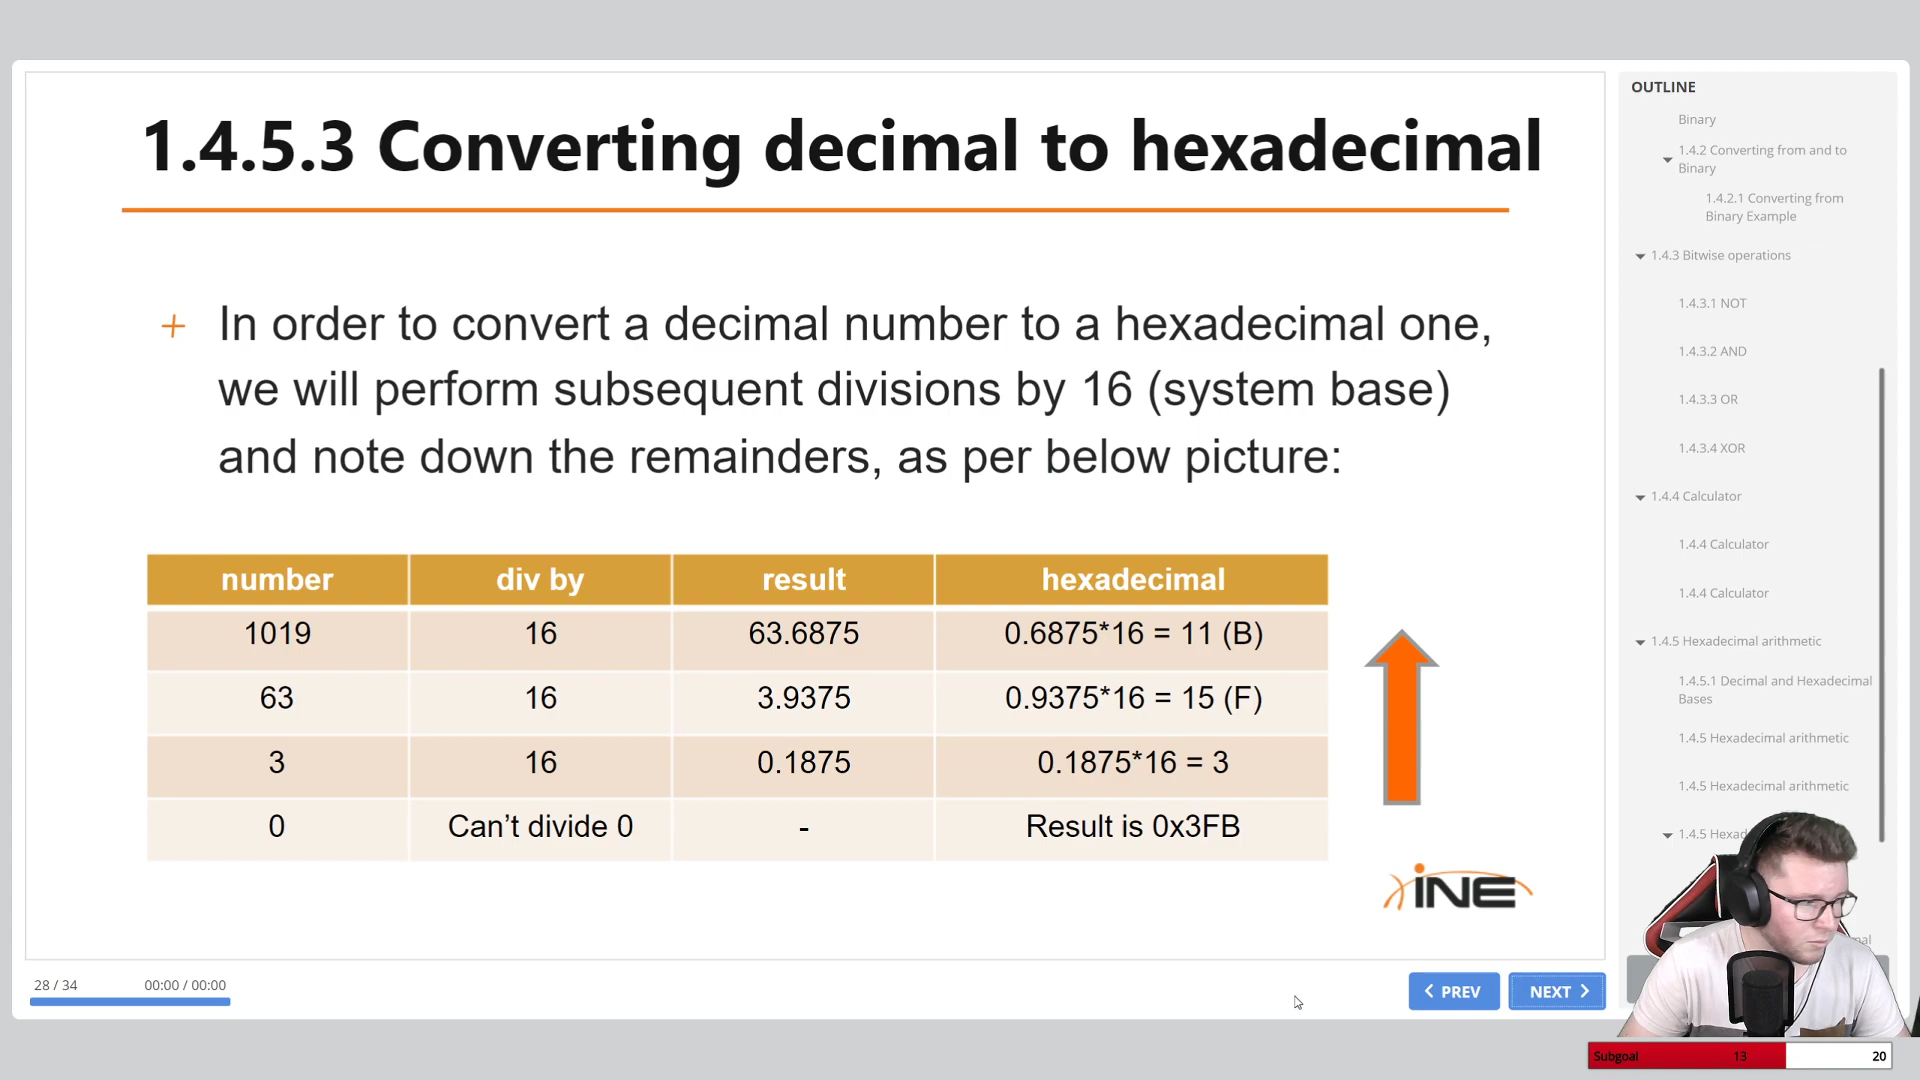 1.4.5.3 Converting decimal to hexadecimal
+ In order to convert a decimal number to a hexadecimal one,
we will perform subsequent divisions by 16 (system base)
and note down the remainders, as per below picture:
number div by result hexadecimal
1019 16 63.6875 0.6875*16 = 11 (B)
63 16 3.9375 0.9375*16 = 15 (F)
3 16 0.1875 0.1875*16 = 3
0 Can't divide 0 - Result is 0x3FB
iNE
28 / 34 00:00 / 00:00
PREV NEXT
OUTLINE
Binary
1.4.2 Converting from and to
Binary
1.4.2.1 Converting from
Binary Example
1.4.3 Bitwise operations
1.4.3.1 NOT
1.4.3.2 AND
1.4.3.3 OR
1.4.3.4 XOR
1.4.4 Calculator
1.4.4 Calculator
1.4.4 Calculator
1.4.5 Hexadecimal arithmetic
1.4.5.1 Decimal and Hexadecimal
Bases
1.4.5 Hexadecimal arithmetic
1.4.5 Hexadecimal arithmetic
1.4.5
Subgoal 13 20